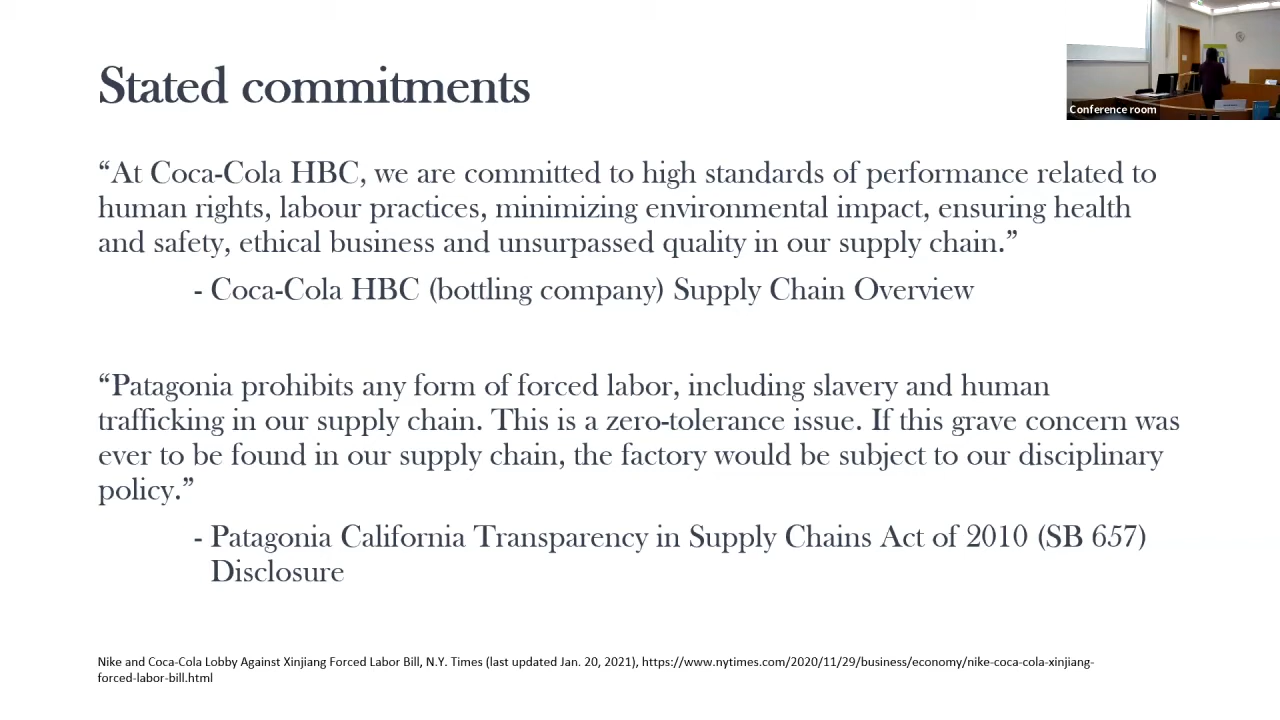 Stated commitments
Conference room
“At Coca-Cola HBC, we are committed to high standards of performance related to
human rights, labour practices, minimizing environmental impact, ensuring health
and safety, ethical business and unsurpassed quality in our supply chain.”
- Coca-Cola HBC (bottling company) Supply Chain Overview
“Patagonia prohibits any form of forced labor, including slavery and human
trafficking in our supply chain. This is a zero-tolerance issue. If this grave concern was
ever to be found in our supply chain, the factory would be subject to our disciplinary
policy.”
- Patagonia California Transparency in Supply Chains Act of 2010 (SB 657)
Disclosure
Nike and Coca-Cola Lobby Against Xinjiang Forced Labor Bill, N.Y. Times (last updated Jan. 20, 2021), https://www.nytimes.com/2020/11/29/business/economy/nike-coca-cola-xinjiang-
forced-labor-bill.html